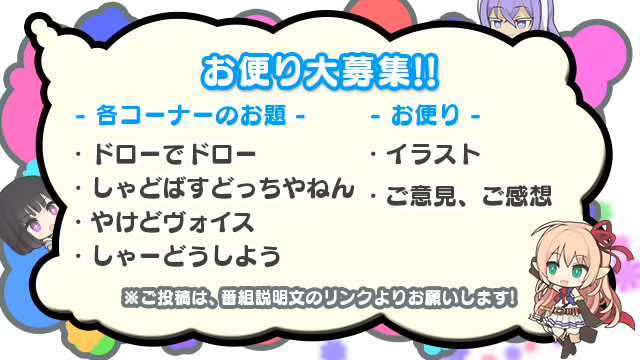 お便り大募集!!
- 各コーナーのお題 -
・ドローでドロー
・しゃどばすどっちやねん
・やけどヴォイス
・しゃーどうしよう
- お便り -
・イラスト
・ご意見、ご感想
※ご投稿は、番組説明文のリンクよりお願いします!